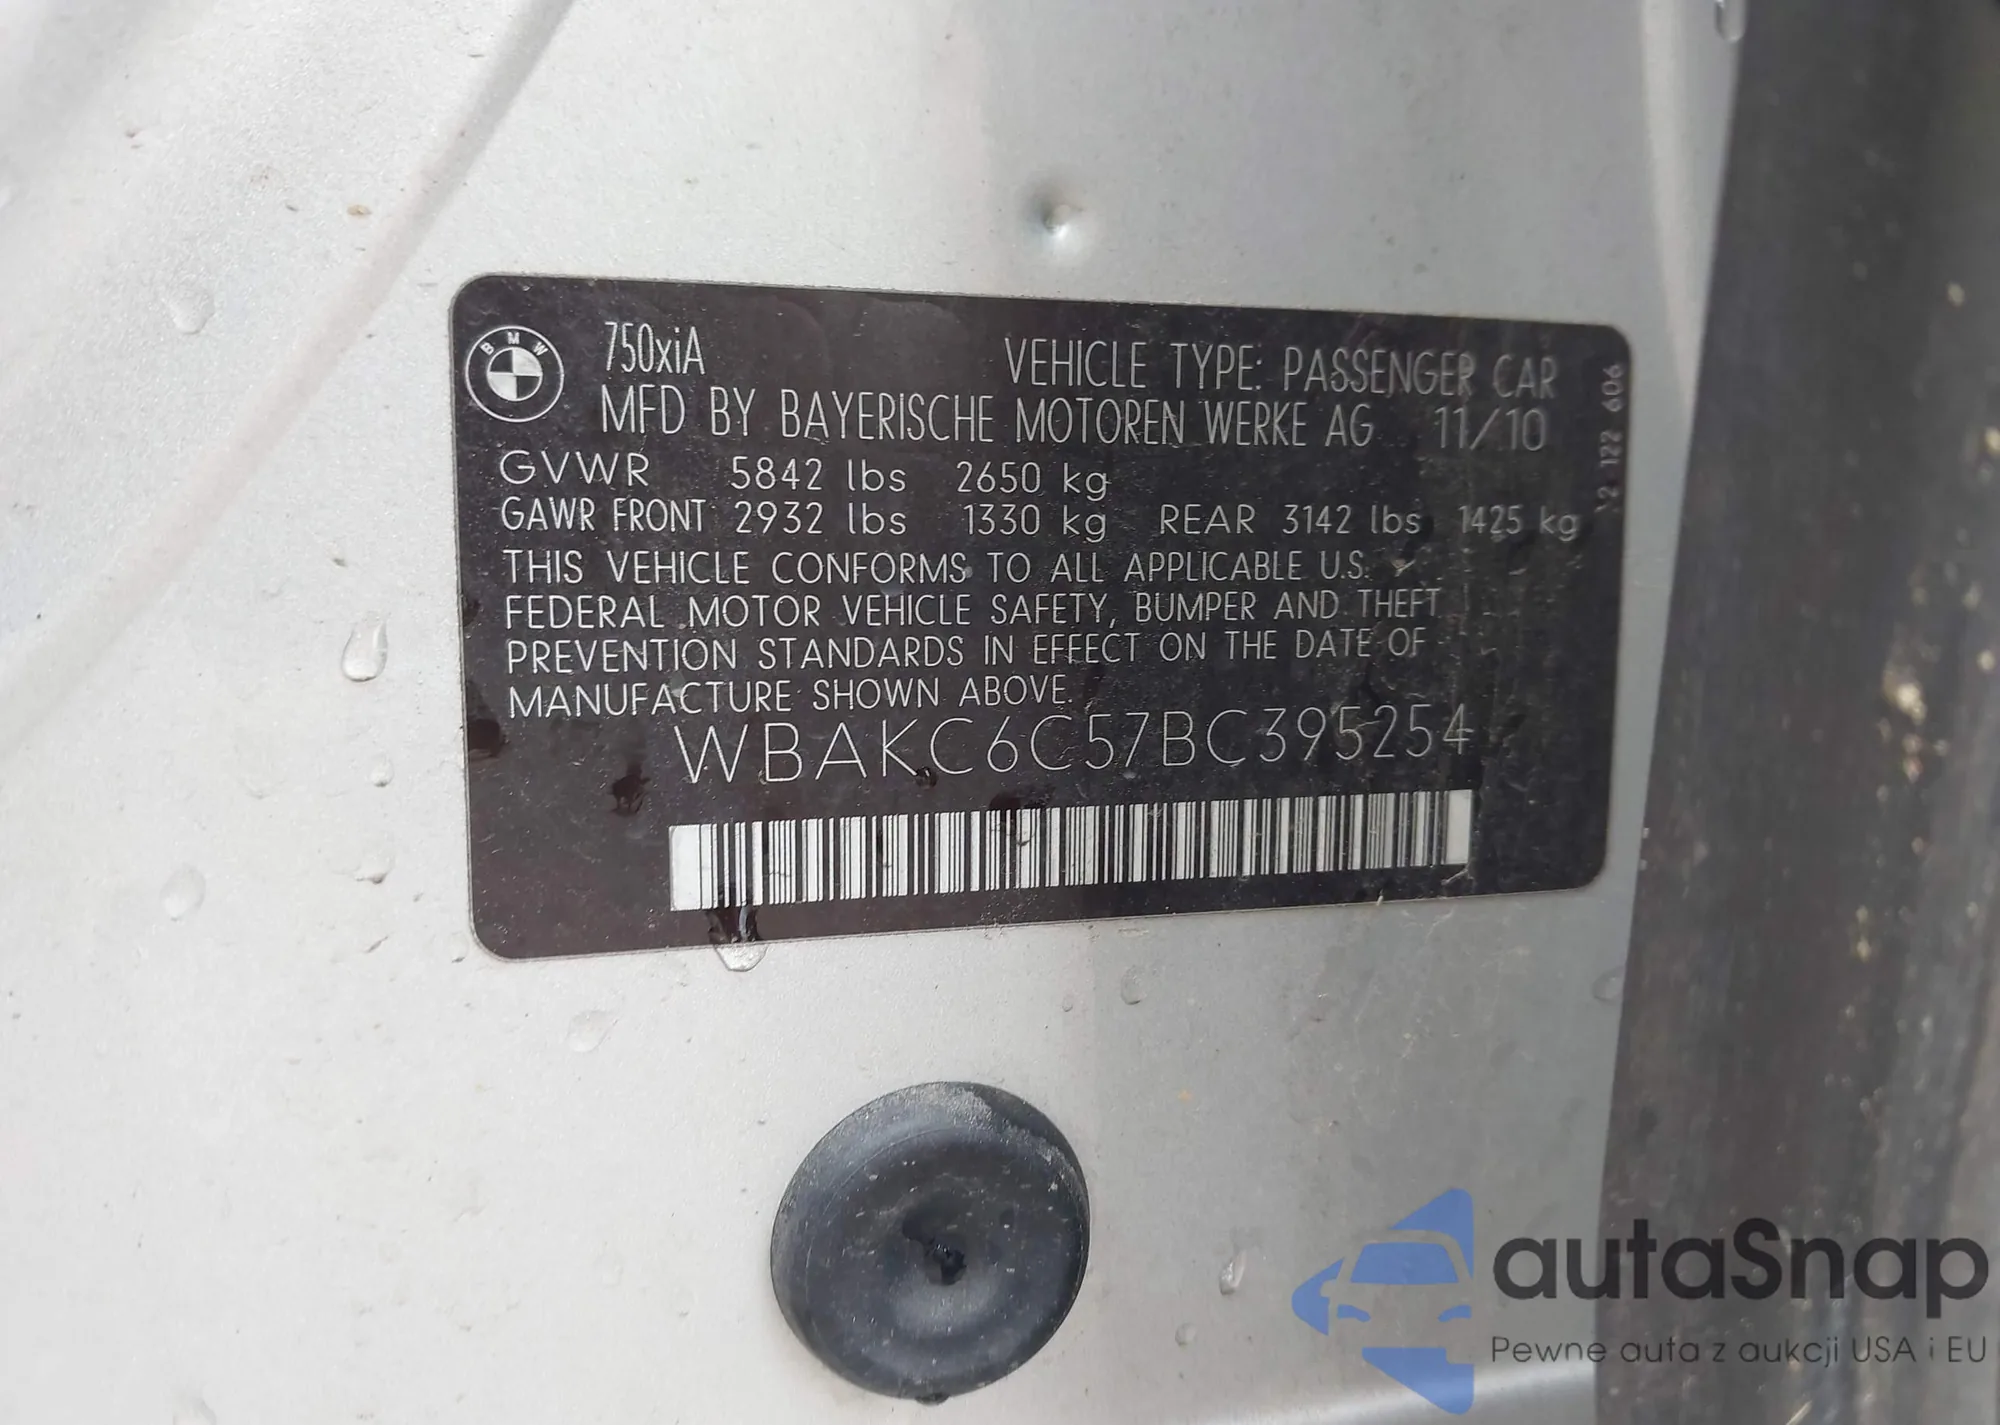 BMW
750xiA VEHICLE TYPE: PASSENGER CAR
MFD BY BAYERISCHE MOTOREN WERKE AG 11/10
GVWR 5842 lbs 2650 kg
GAWR FRONT 2932 lbs 1330 kg REAR 3142 lbs 1425 kg
THIS VEHICLE CONFORMS TO ALL APPLICABLE U.S.
FEDERAL MOTOR VEHICLE SAFETY, BUMPER AND THEFT
PREVENTION STANDARDS IN EFFECT ON THE DATE OF
MANUFACTURE SHOWN ABOVE.
WBAKC6C57BC395254
122 606
autaSnap
Pewne auta z aukcji USA i EU